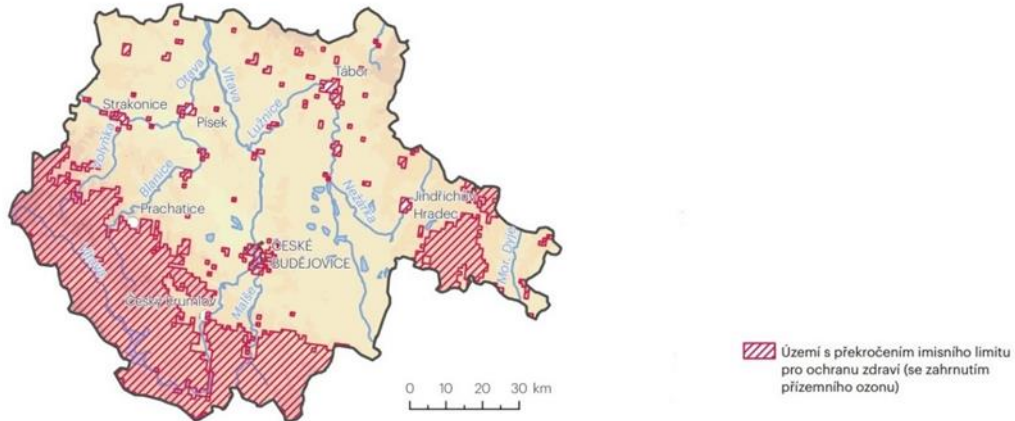 Tábor
Otava
Vltava
Strakonice
Písek
Lužnice
Volyňka
Blanice
Nežárka
Prachatice
Jindřichův
Hradec
ČESKÉ
BUDĚJOVICE
Mor. Dyje
Vltava
Český Krumlov
Malše
0 10 20 30 km
Území s překročením imisního limitu
pro ochranu zdraví (se zahrnutím
přízemního ozonu)